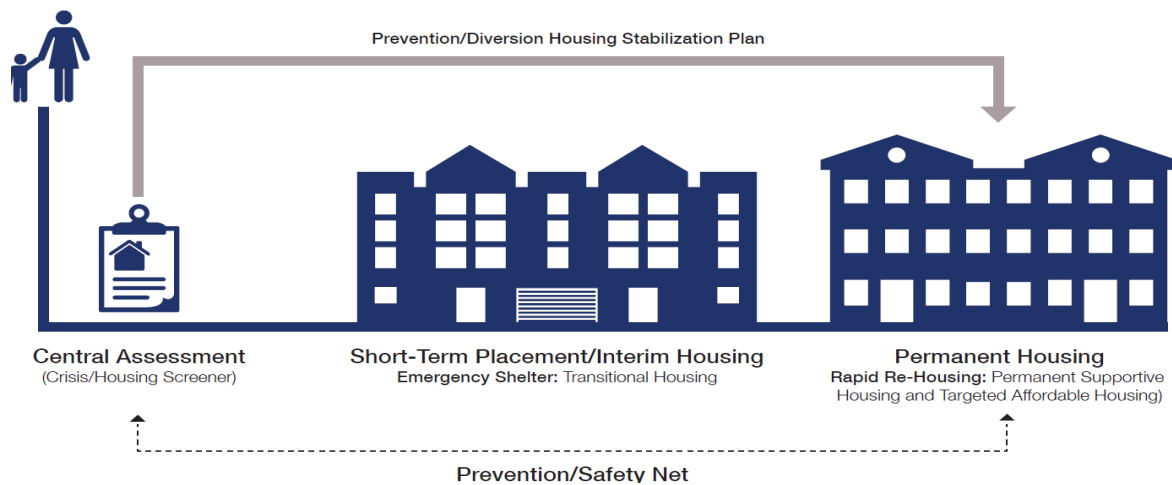 Prevention/Diversion Housing Stabilization Plan
Central Assessment
(Crisis/Housing Screener)
Short-Term Placement/Interim Housing
Emergency Shelter: Transitional Housing
Permanent Housing
Rapid Re-Housing: Permanent Supportive
Housing and Targeted Affordable Housing)
Prevention/Safety Net